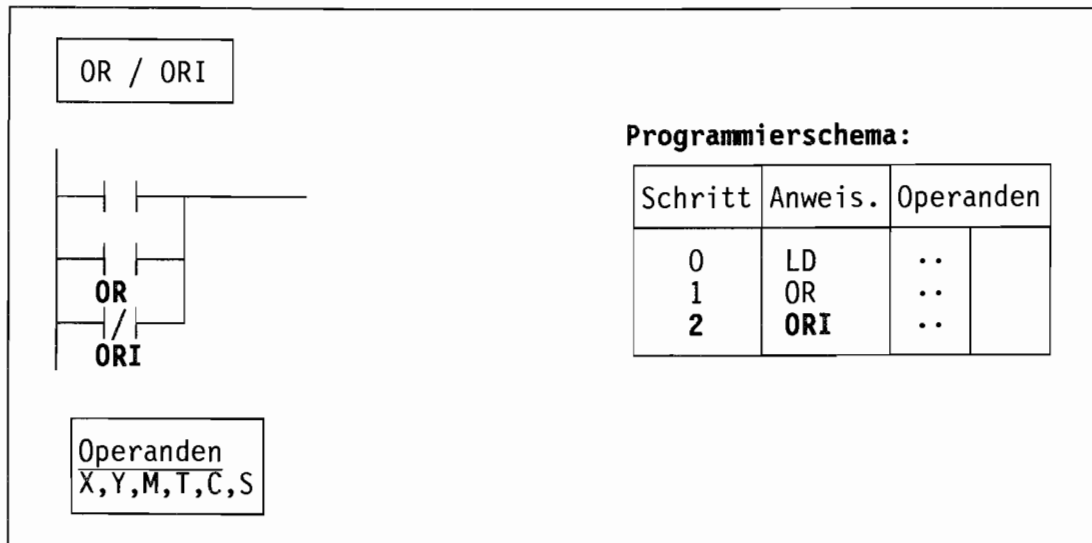 OR / ORI
OR
/
ORI
Operanden
X,Y,M,T,C,S
Programmierschema:
Schritt Anweis. Operanden
0 LD ..
1 OR ..
2 ORI ..